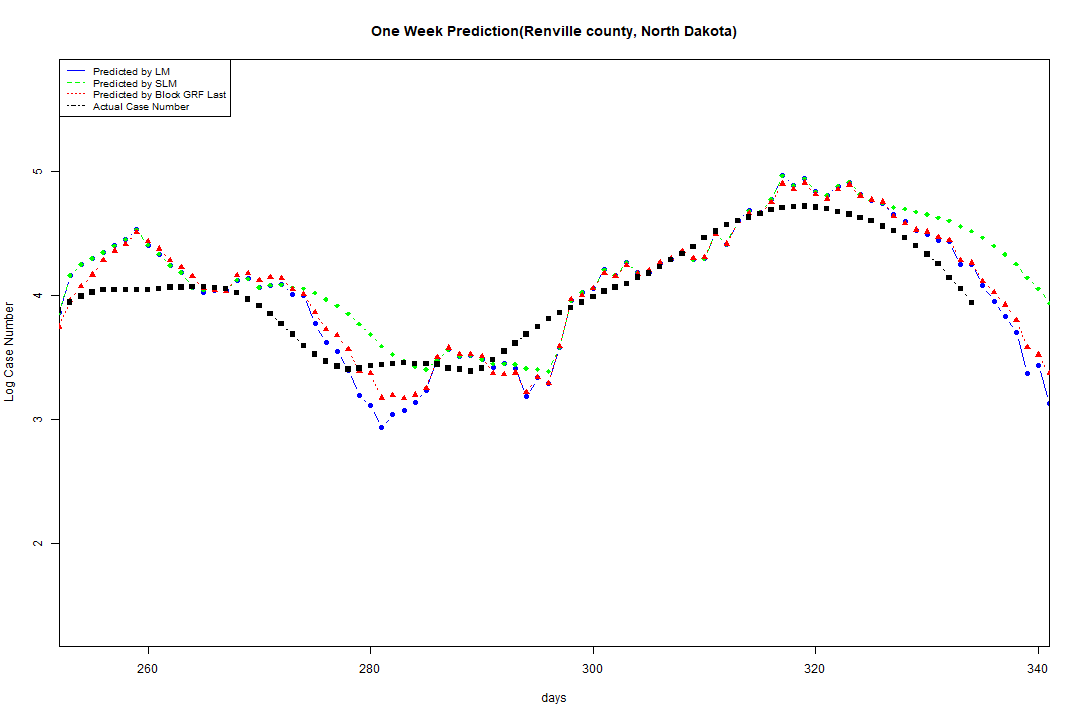 One Week Prediction(Renville county, North Dakota)
Predicted by LM
Predicted by SLM
Predicted by Block GRF Last
Actual Case Number
5
4
3
2
Log Case Number
260 280 300 320 340
days